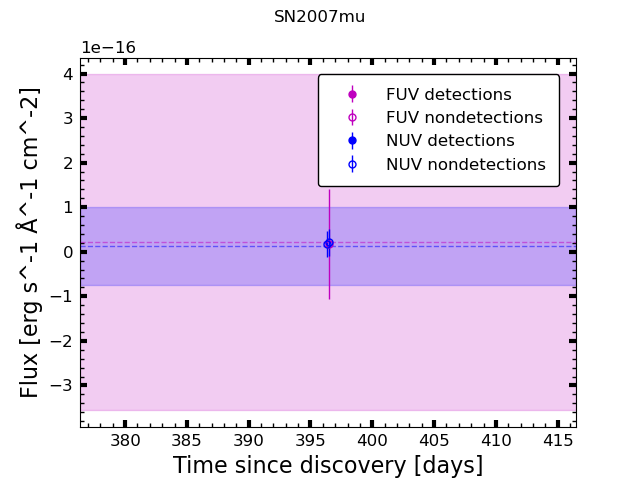 SN2007mu
1e−16
4
3
2
1
0
−1
−2
−3
Flux [erg s^-1 Å^-1 cm^-2]
FUV detections
FUV nondetections
NUV detections
NUV nondetections
380 385 390 395 400 405 410 415
Time since discovery [days]